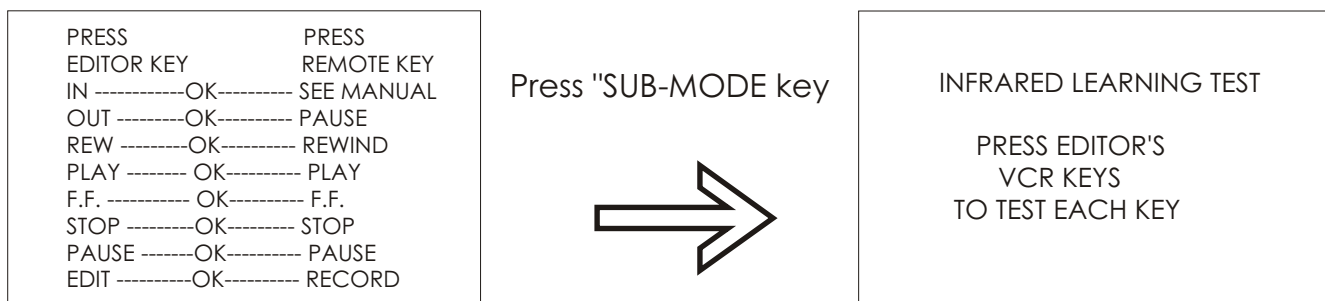 PRESS PRESS
EDITOR KEY REMOTE KEY
IN ------------OK---------- SEE MANUAL
OUT ---------OK---------- PAUSE
REW ---------OK---------- REWIND
PLAY -------- OK---------- PLAY
F.F. ----------- OK---------- F.F.
STOP ---------OK--------- STOP
PAUSE -------OK---------- PAUSE
EDIT ----------OK---------- RECORD
Press "SUB-MODE key
INFRARED LEARNING TEST
PRESS EDITOR'S
VCR KEYS
TO TEST EACH KEY